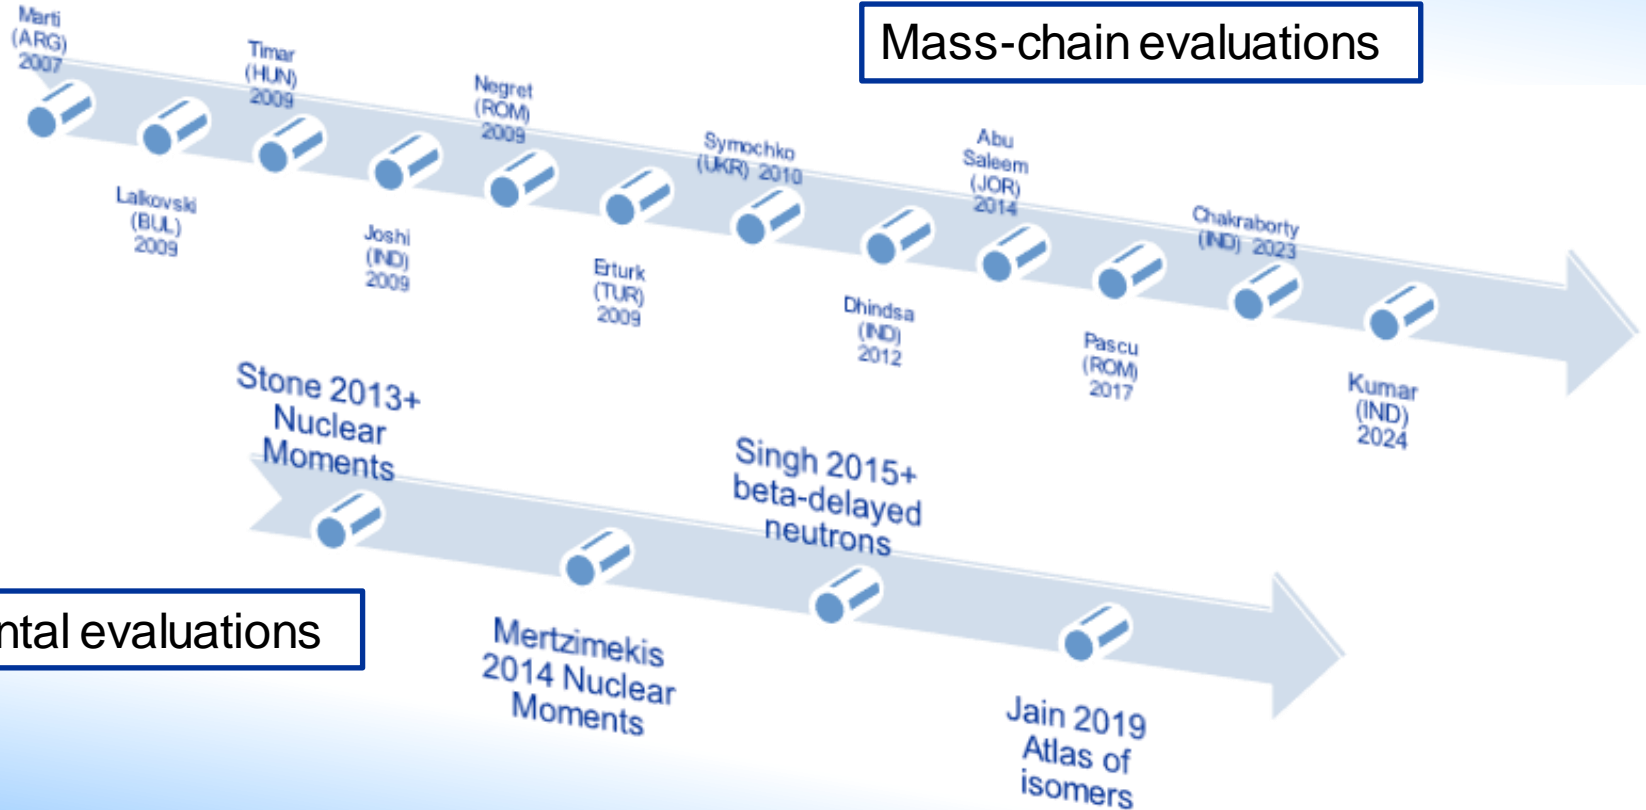 Mass-chain evaluations
Marti
(ARG)
2007
Lalkovski
(BUL)
2009
Timar
(HUN)
2009
Joshi
(IND)
2009
Negret
(ROM)
2009
Erturk
(TUR)
2009
Symochko
(UKR) 2010
Dhindsa
(IND)
2012
Abu
Saleem
(JOR)
2014
Pascu
(ROM)
2017
Chakraborty
(IND) 2023
Kumar
(IND)
2024
Stone 2013+
Nuclear
Moments
Mertzimekis
2014 Nuclear
Moments
Singh 2015+
beta-delayed
neutrons
Jain 2019
Atlas of
isomers
ntal evaluations